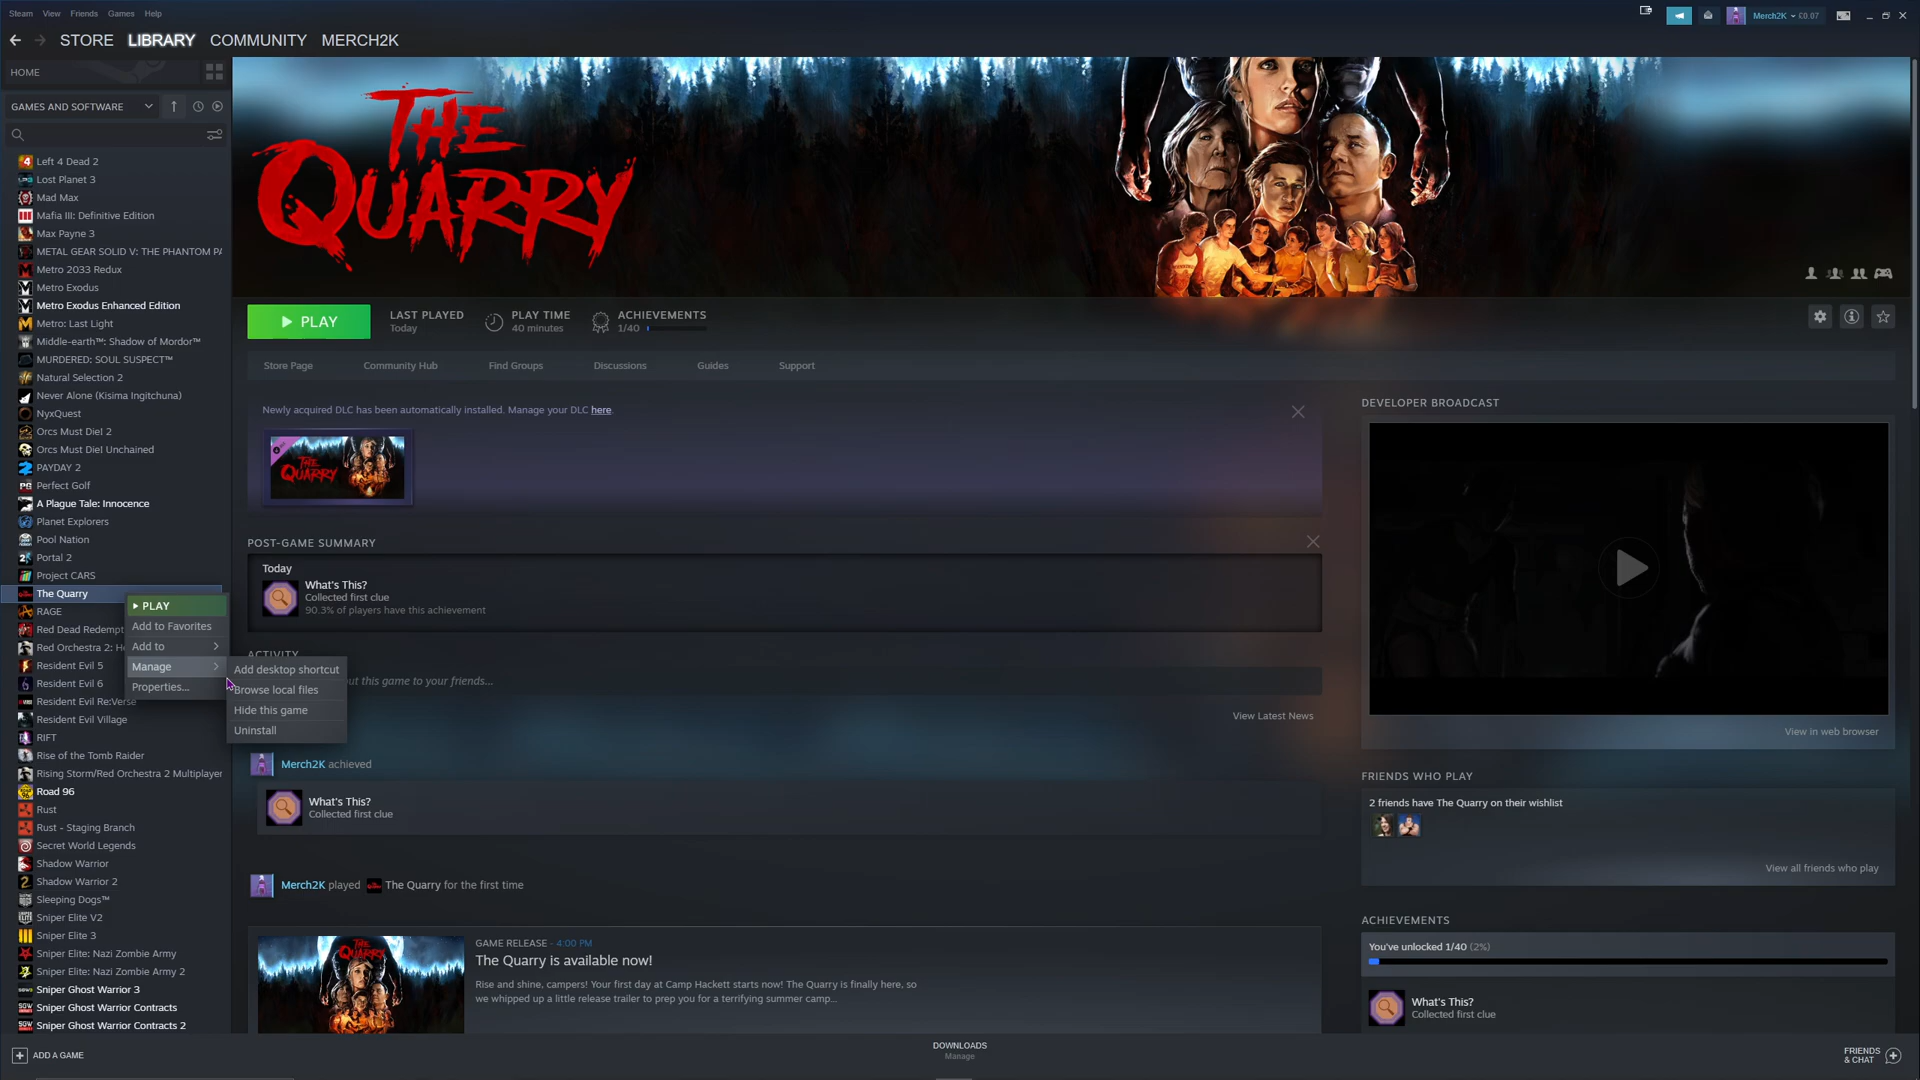 Steam View Friends Games Help
Merch2K £0.07
STORE LIBRARY COMMUNITY MERCH2K
HOME
GAMES AND SOFTWARE
Left 4 Dead 2
Lost Planet 3
Mad Max
Mafia III: Definitive Edition
Max Payne 3
METAL GEAR SOLID V: THE PHANTOM PA
Metro 2033 Redux
Metro Exodus
Metro Exodus Enhanced Edition
Metro: Last Light
Middle-earth™: Shadow of Mordor™
MURDERED: SOUL SUSPECT™
Natural Selection 2
Never Alone (Kisima Ingitchuna)
NyxQuest
Orcs Must Die! 2
Orcs Must Die! Unchained
PAYDAY 2
Perfect Golf
A Plague Tale: Innocence
Planet Explorers
Pool Nation
Portal 2
Project CARS
The Quarry
RAGE
Red Dead Redempt
Red Orchestra 2: He
Resident Evil 5
Resident Evil 6
Resident Evil Re:Verse
Resident Evil Village
RIFT
Rise of the Tomb Raider
Rising Storm/Red Orchestra 2 Multiplayer
Road 96
Rust
Rust - Staging Branch
Secret World Legends
Shadow Warrior
Shadow Warrior 2
Sleeping Dogs™
Sniper Elite V2
Sniper Elite 3
Sniper Elite: Nazi Zombie Army
Sniper Elite: Nazi Zombie Army 2
Sniper Ghost Warrior 3
Sniper Ghost Warrior Contracts
Sniper Ghost Warrior Contracts 2
PLAY
Add to Favorites
Add to
Manage
Properties...
Add desktop shortcut
Browse local files
Hide this game
Uninstall
THE
QUARRY
PLAY
LAST PLAYED
Today
PLAY TIME
40 minutes
ACHIEVEMENTS
1/40
Store Page Community Hub Find Groups Discussions Guides Support
Newly acquired DLC has been automatically installed. Manage your DLC here.
THE
QUARRY
POST-GAME SUMMARY
Today
What's This?
Collected first clue
90.3% of players have this achievement
ACTIVITY
out this game to your friends...
View Latest News
Merch2K achieved
What's This?
Collected first clue
Merch2K played The Quarry for the first time
THE
QUARRY
GAME RELEASE - 4:00 PM
The Quarry is available now!
Rise and shine, campers! Your first day at Camp Hackett starts now! The Quarry is finally here, so
we whipped up a little release trailer to prep you for a terrifying summer camp...
DEVELOPER BROADCAST
View in web browser
FRIENDS WHO PLAY
2 friends have The Quarry on their wishlist
View all friends who play
ACHIEVEMENTS
You've unlocked 1/40 (2%)
What's This?
Collected first clue
ADD A GAME
DOWNLOADS
Manage
FRIENDS
& CHAT